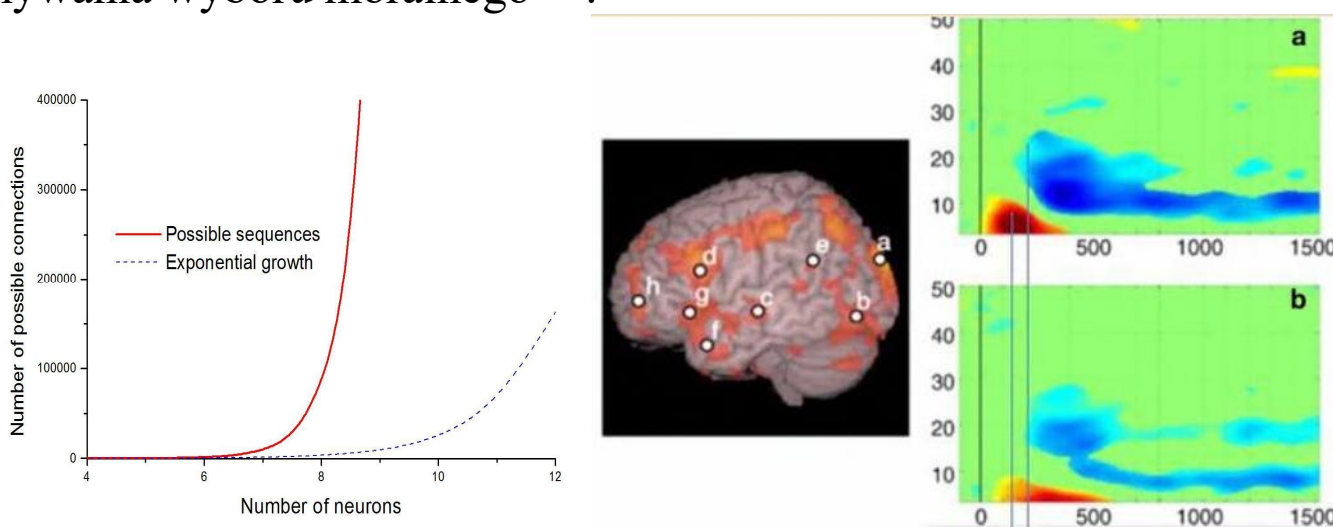 wyboru moralnego
400000
300000
200000
100000
0
4
6
8
10
12
Number of possible connections
Number of neurons
Possible sequences
Exponential growth
a
b
c
d
e
f
g
h
50
40
30
20
10
0
500
1000
1500
a
50
40
30
20
10
0
500
1000
1500
b